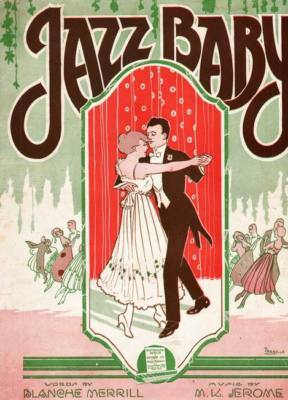 JAZZ BABY
WORDS BY
BLANCHE MERRILL
MUSIC BY
M.K. JEROME